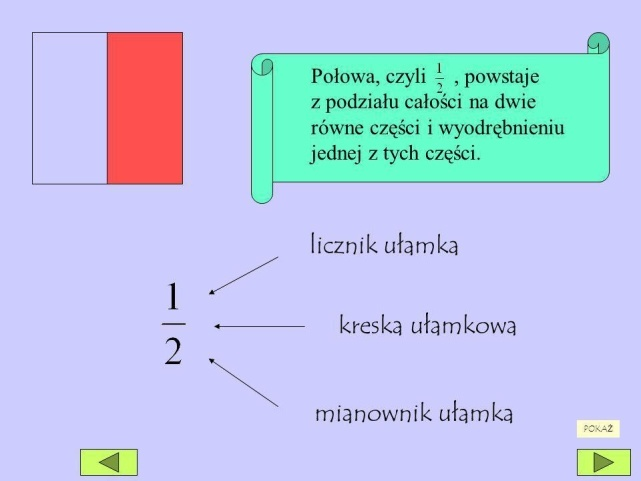 Połowa, czyli 1/2 , powstaje
z podziału całości na dwie
równe części i wyodrębnieniu
jednej z tych części.
licznik ułamka
1
2
kreska ułamkowa
mianownik ułamka
POKAŻ